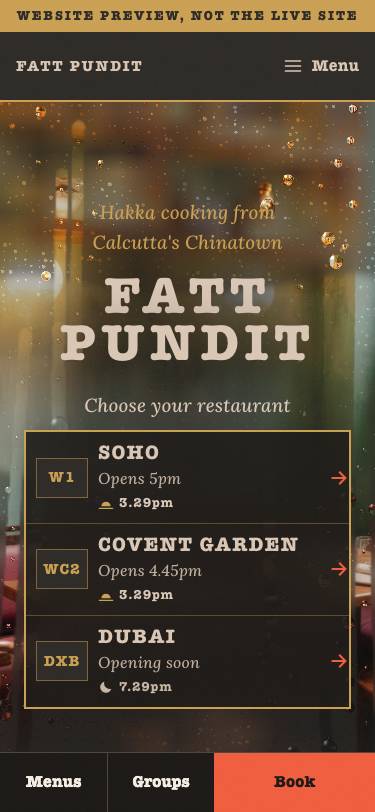 WEBSITE PREVIEW, NOT THE LIVE SITE
FATT PUNDIT
Menu
Hakka cooking from
Calcutta's Chinatown
FATT
PUNDIT
Choose your restaurant
W1
SOHO
Opens 5pm
3.29pm
WC2
COVENT GARDEN
Opens 4.45pm
3.29pm
DXB
DUBAI
Opening soon
7.29pm
Menus
Groups
Book